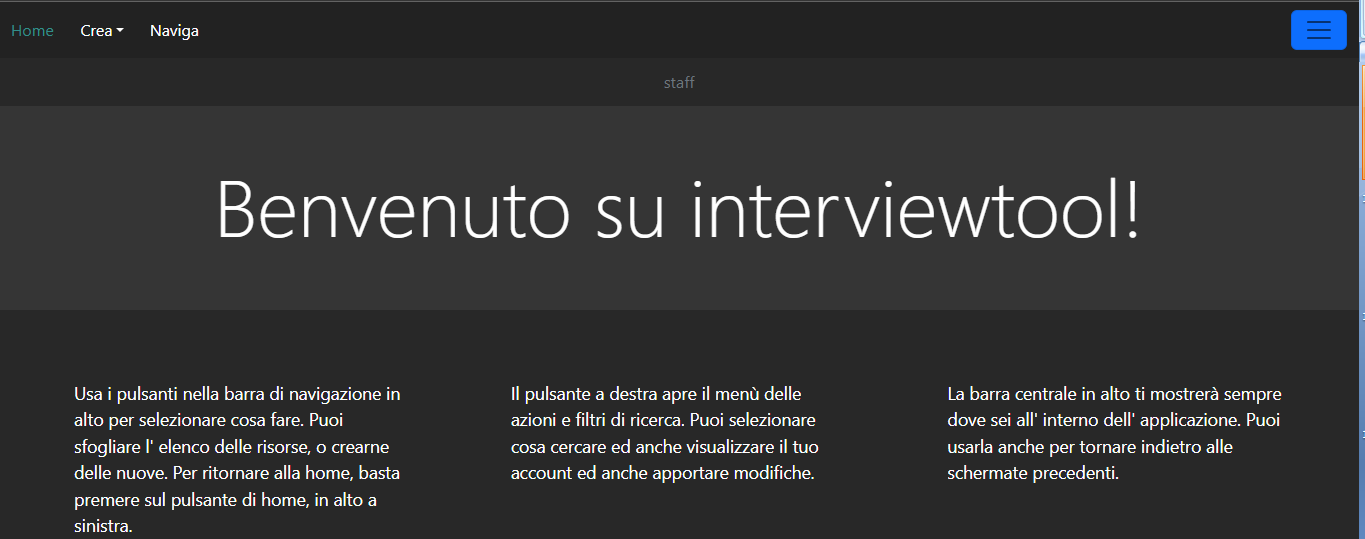 Home Crea Naviga
staff
Benvenuto su interviewtool!
Usa i pulsanti nella barra di navigazione in
alto per selezionare cosa fare. Puoi
sfogliare l' elenco delle risorse, o crearne
delle nuove. Per ritornare alla home, basta
premere sul pulsante di home, in alto a
sinistra.
Il pulsante a destra apre il menù delle
azioni e filtri di ricerca. Puoi selezionare
cosa cercare ed anche visualizzare il tuo
account ed anche apportare modifiche.
La barra centrale in alto ti mostrerà sempre
dove sei all' interno dell' applicazione. Puoi
usarla anche per tornare indietro alle
schermate precedenti.